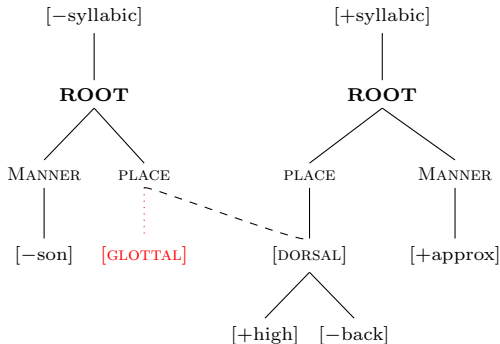 [−syllabic] [+syllabic]
ROOT ROOT
MANNER PLACE PLACE MANNER
[−son] [GLOTTAL] [DORSAL] [+approx]
[+high] [−back]